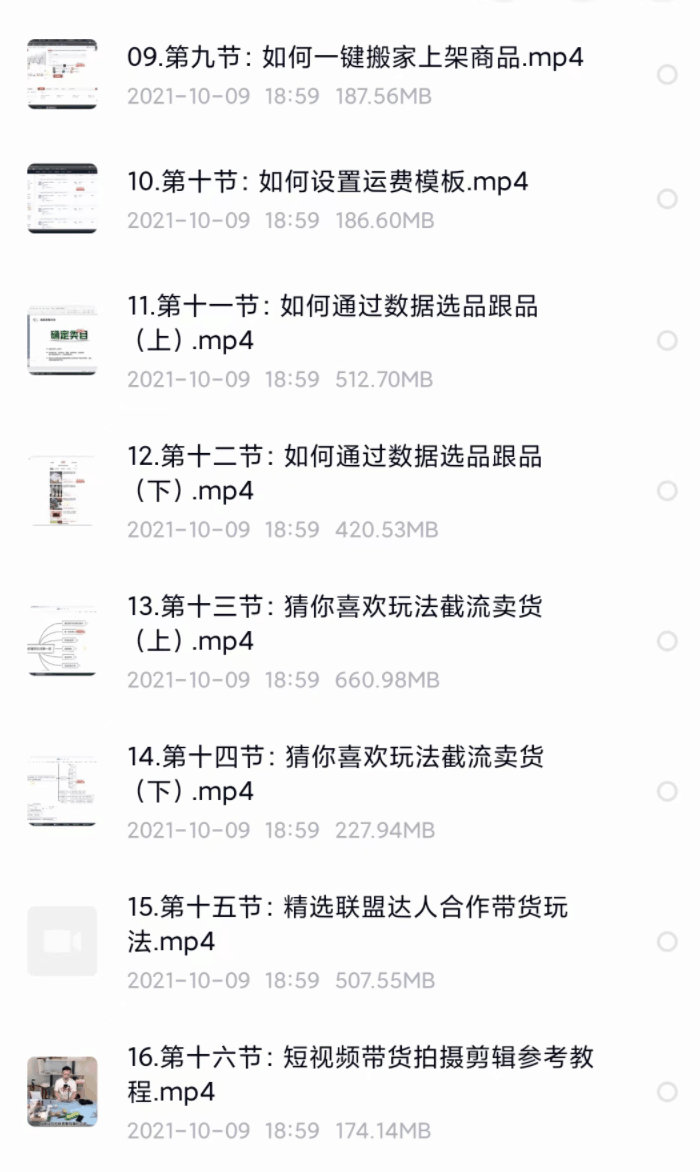 09.第九节：如何一键搬家上架商品.mp4
2021-10-09 18:59 187.56MB
10.第十节：如何设置运费模板.mp4
2021-10-09 18:59 186.60MB
11.第十一节：如何通过数据选品跟品
（上）.mp4
2021-10-09 18:59 512.70MB
确定类目
12.第十二节：如何通过数据选品跟品
（下）.mp4
2021-10-09 18:59 420.53MB
13.第十三节：猜你喜欢玩法截流卖货
（上）.mp4
2021-10-09 18:59 660.98MB
14.第十四节：猜你喜欢玩法截流卖货
（下）.mp4
2021-10-09 18:59 227.94MB
15.第十五节：精选联盟达人合作带货玩
法.mp4
2021-10-09 18:59 507.55MB
16.第十六节：短视频带货拍摄剪辑参考教
程.mp4
2021-10-09 18:59 174.14MB